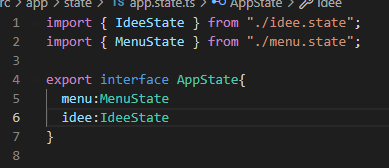 rc > app > state > app.state.ts > AppState > idee
1 import { IdeeState } from "./idee.state";
2 import { MenuState } from "./menu.state";
3
4 export interface AppState{
5 menu:MenuState
6 idee:IdeeState
7 }
8